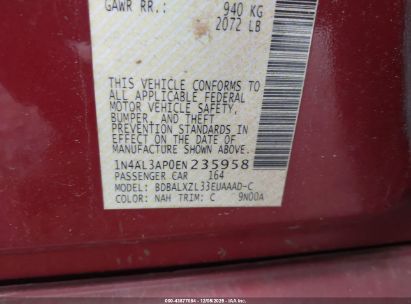 GAWR RR.: 940 KG
2072 LB
THIS VEHICLE CONFORMS TO
ALL APPLICABLE FEDERAL
MOTOR VEHICLE SAFETY,
BUMPER, AND THEFT
PREVENTION STANDARDS IN
EFFECT ON THE DATE OF
MANUFACTURE SHOWN ABOVE.
1N4AL3AP0EN235958
PASSENGER CAR 164
MODEL: BDBALXZL33EUAAAD-C
COLOR: NAH TRIM: C 9N00A